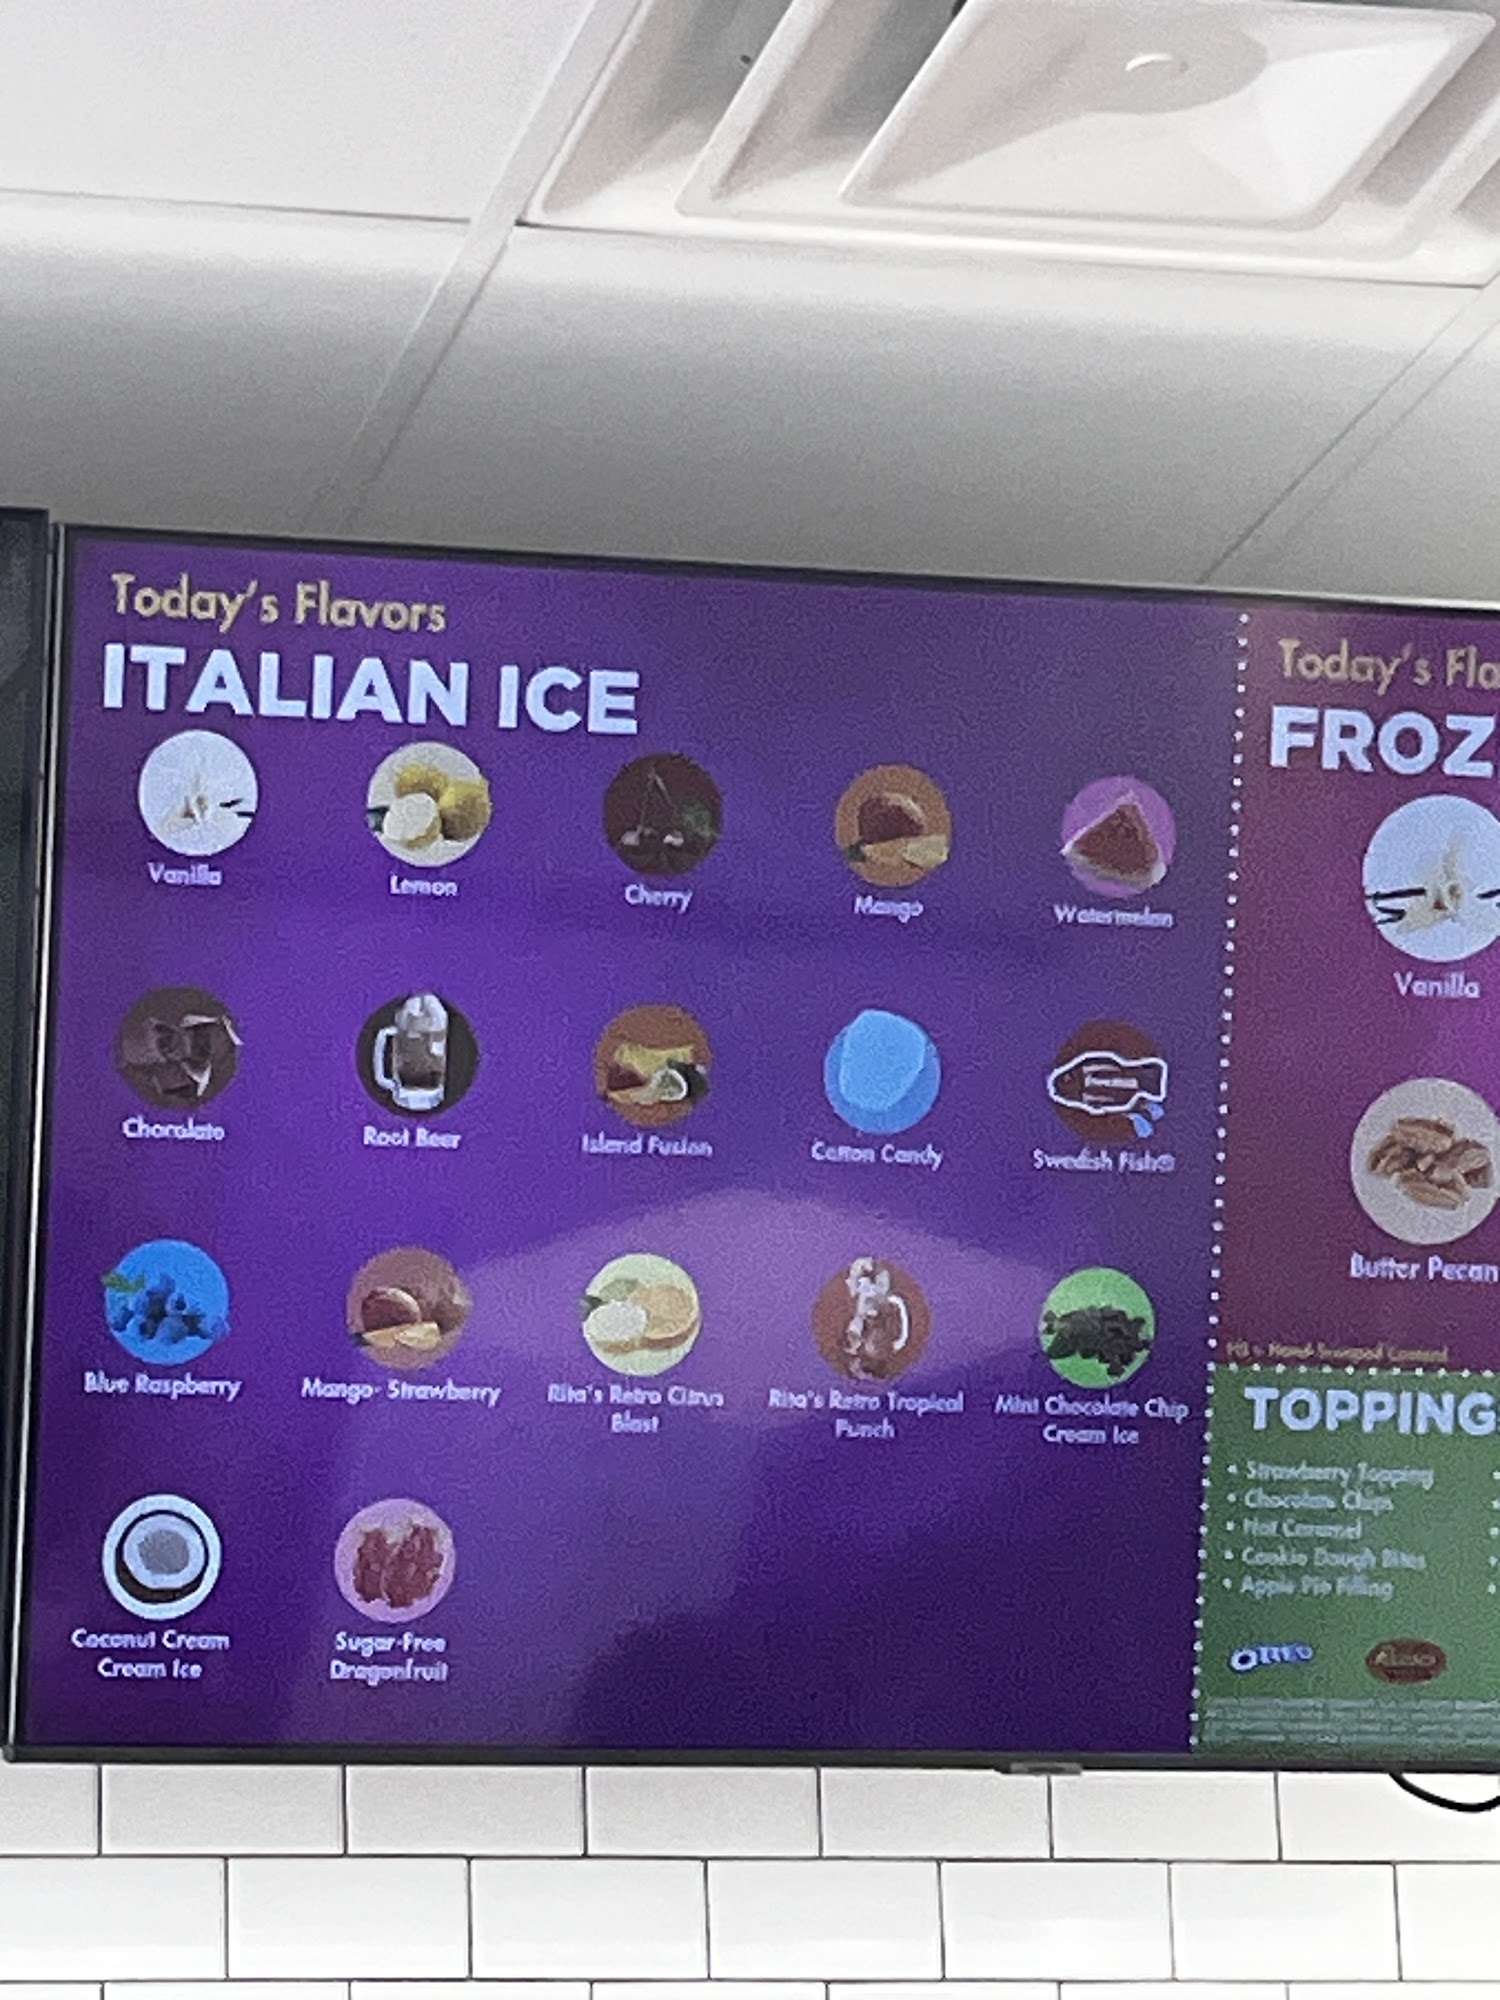 Today's Flavors
ITALIAN ICE
Vanilla
Lemon
Cherry
Mango
Watermelon
Chocolate
Root Beer
Island Fusion
Cotton Candy
Swedish Fish®
Blue Raspberry
Mango- Strawberry
Rita's Retro Citrus
Blast
Rita's Retro Tropical
Punch
Mint Chocolate Chip
Cream Ice
Coconut Cream
Cream Ice
Sugar-Free
Dragonfruit
Today's Fla
FROZ
Vanilla
Butter Pecan
TOPPING
• Strawberry Topping
• Chocolate Chips
• Hot Caramel
• Cookie Dough Bites
• Apple Pie Filling
OREO